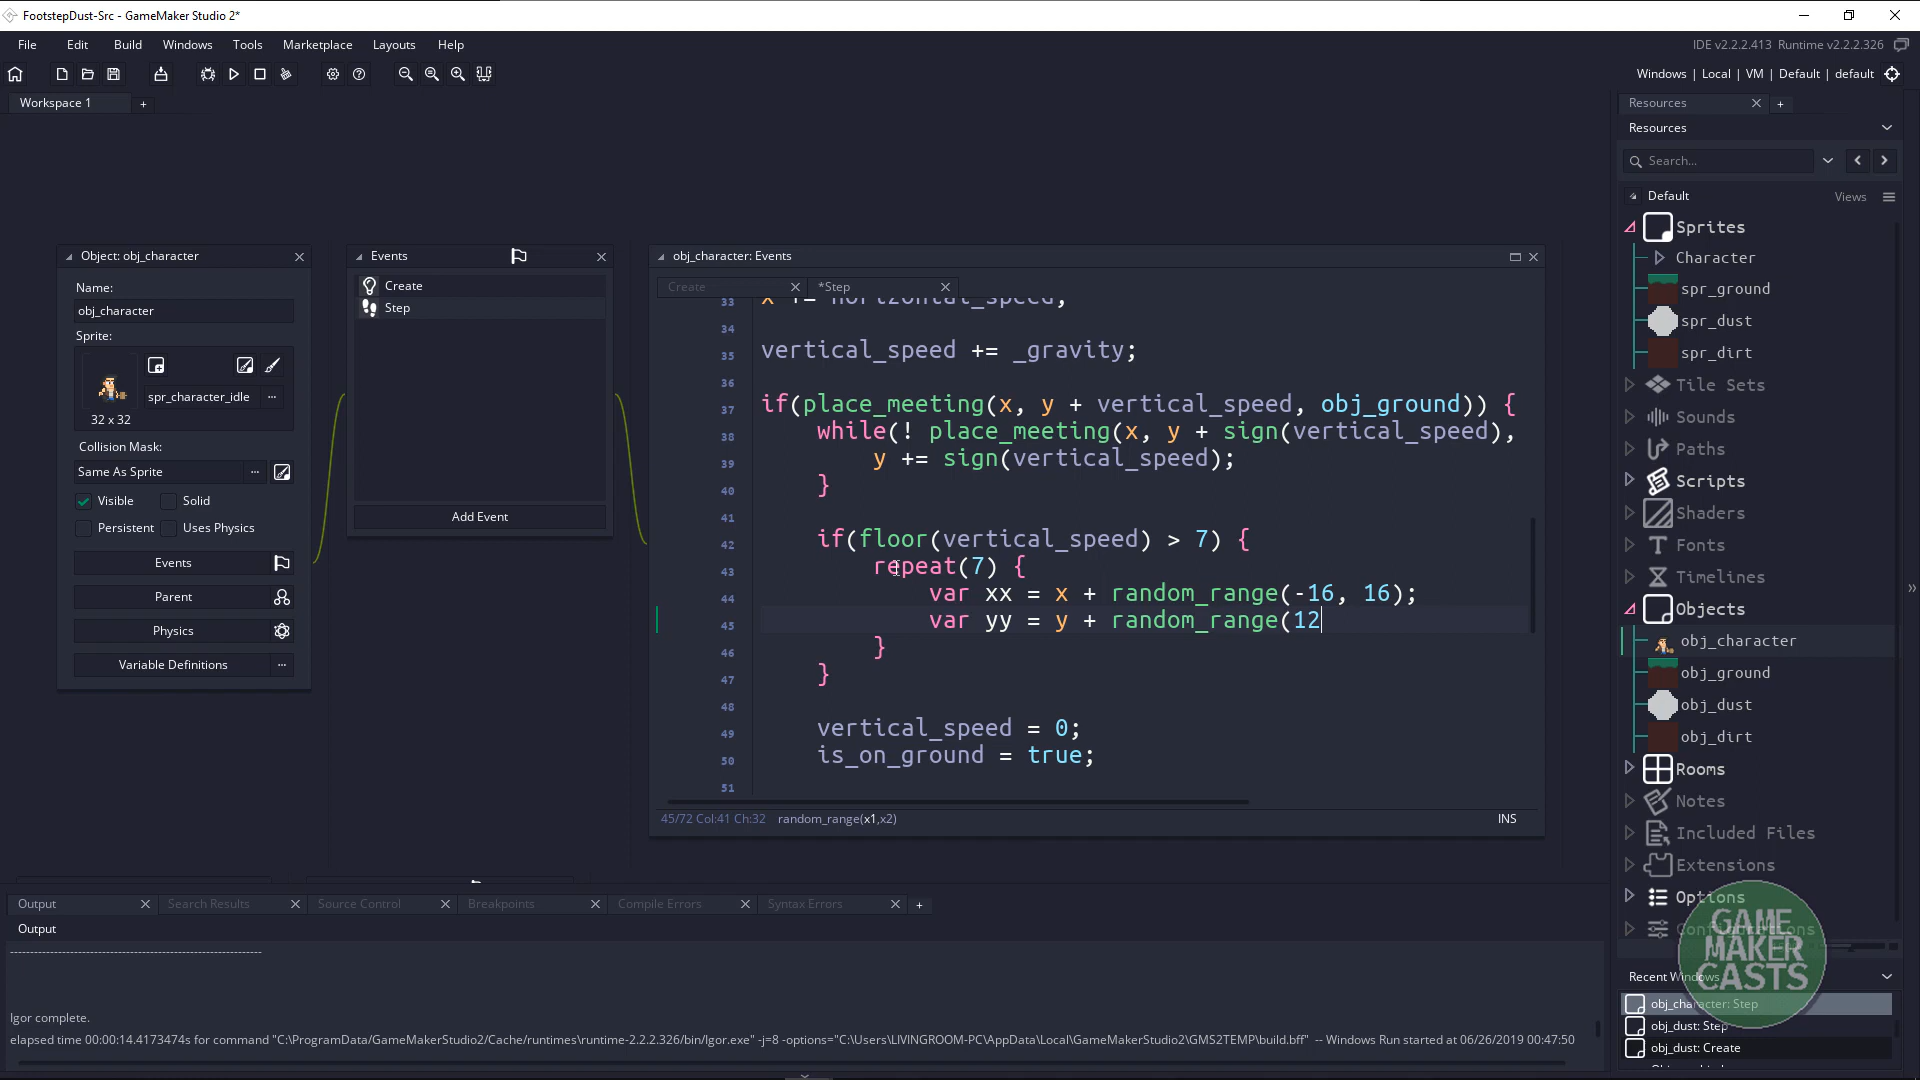 FootstepDust-Src - GameMaker Studio 2*
File Edit Build Windows Tools Marketplace Layouts Help
IDE v2.2.2.413 Runtime v2.2.2.326
Windows | Local | VM | Default | default
Workspace 1 +
Object: obj_character
Name:
obj_character
Sprite:
spr_character_idle ...
32 x 32
Collision Mask:
Same As Sprite ...
Visible Solid
Persistent Uses Physics
Events
Parent
Physics
Variable Definitions ...
Events
Create
Step
Add Event
obj_character: Events
Create *Step
33 x += horizontal_speed;
34
35 vertical_speed += _gravity;
36
37 if(place_meeting(x, y + vertical_speed, obj_ground)) {
38 while(! place_meeting(x, y + sign(vertical_speed),
39 y += sign(vertical_speed);
40 }
41
42 if(floor(vertical_speed) > 7) {
43 repeat(7) {
44 var xx = x + random_range(-16, 16);
45 var yy = y + random_range(12
46 }
47 }
48
49 vertical_speed = 0;
50 is_on_ground = true;
51
45/72 Col:41 Ch:32 random_range(x1,x2) INS
Output Search Results Source Control Breakpoints Compile Errors Syntax Errors +
Output
----------------------------------------------------------------
Igor complete.
elapsed time 00:00:14.4173474s for command "C:\ProgramData/GameMakerStudio2/Cache/runtimes\runtime-2.2.2.326/bin/Igor.exe" -j=8 -options="C:\Users\LIVINGROOM-PC\AppData\Local\GameMakerStudio2\GMS2TEMP\build.bff" -- Windows Run started at 06/26/2019 00:47:50
Resources +
Resources
Search...
Default Views
Sprites
Character
spr_ground
spr_dust
spr_dirt
Tile Sets
Sounds
Paths
Scripts
Shaders
Fonts
Timelines
Objects
obj_character
obj_ground
obj_dust
obj_dirt
Rooms
Notes
Included Files
Extensions
Options
Configurations
GAME
MAKER
CASTS
Recent Windows
obj_character: Step
obj_dust: Step
obj_dust: Create